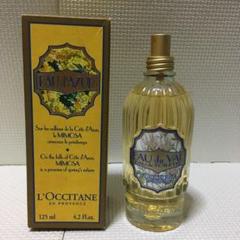 EAU D'AZUR
Sur les collines de la Côte d'Azur,
le MIMOSA
annonce le printemps
On the hills of Côte d'Azur
MIMOSA
is a promise of spring's return
L'OCCITANE
EN PROVENCE
125 ml 4.2 fl.oz.
EAU D'AZUR